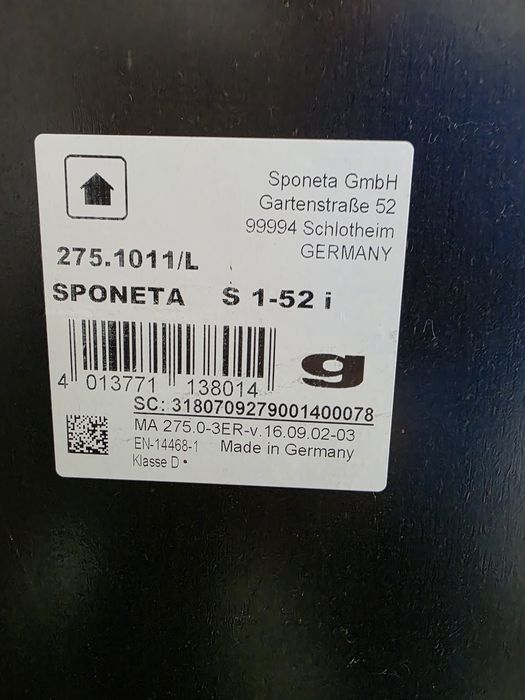 Sponeta GmbH
Gartenstraße 52
99994 Schlotheim
GERMANY
275.1011/L
SPONETA S 1-52 i
4 013771 138014
g
SC: 3180709279001400078
MA 275.0-3ER-v.16.09.02-03
EN-14468-1 Made in Germany
Klasse D •